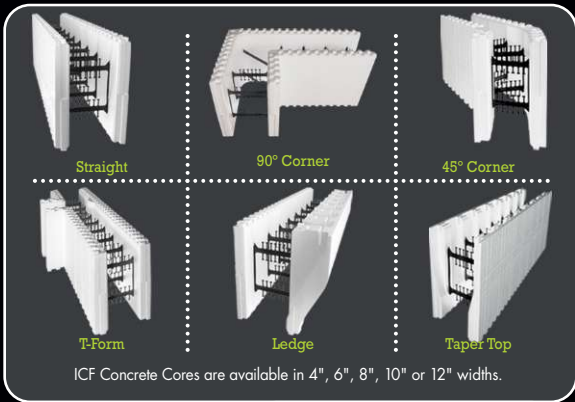 Straight
90° Corner
45° Corner
T-Form
Ledge
Taper Top
ICF Concrete Cores are available in 4", 6", 8", 10" or 12" widths.